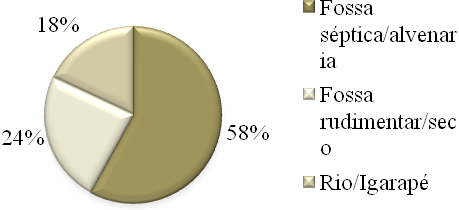 18%
24%
58%
Fossa
séptica/alvenar
ia
Fossa
rudimentar/sec
o
Rio/Igarapé